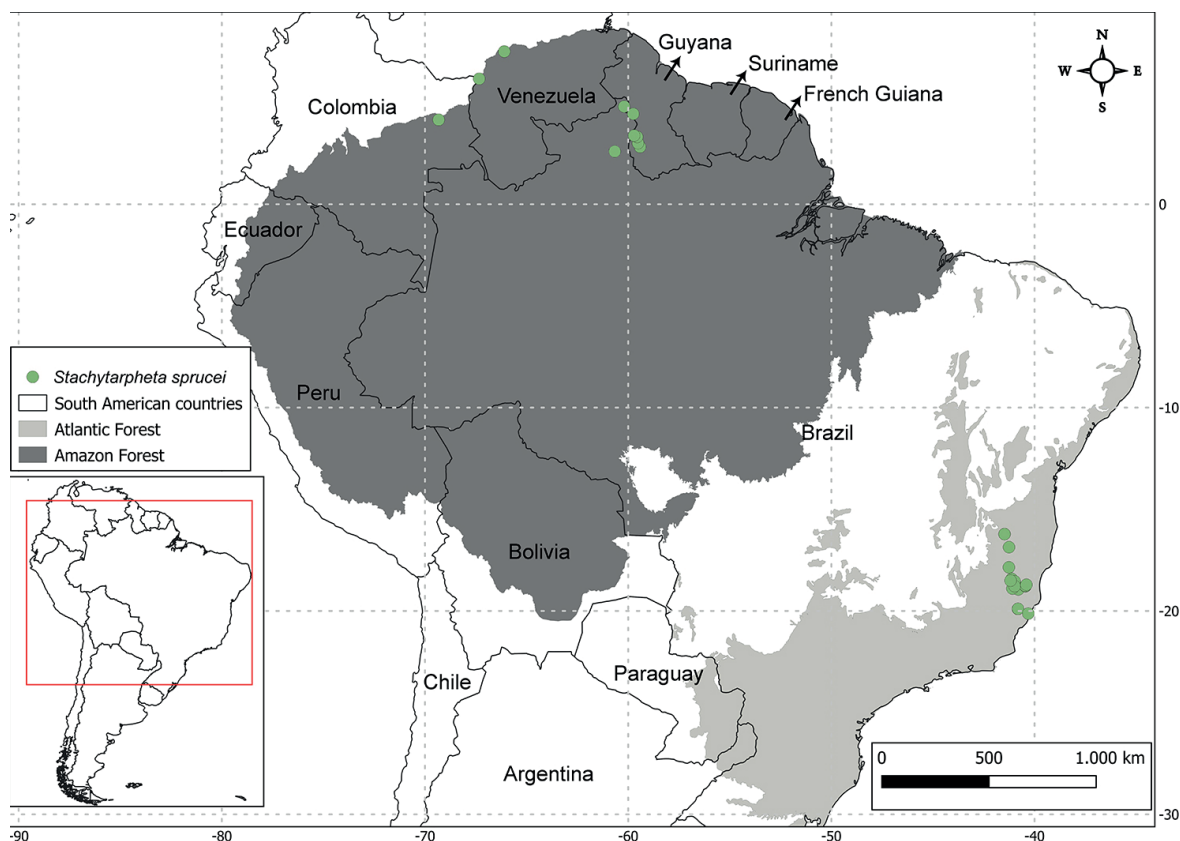 Guyana
Suriname
French Guiana
Venezuela
Colombia
N
W
E
S
0
Ecuador
Stachytarpheta sprucei
South American countries
Atlantic Forest
Amazon Forest
Peru
-10
Brazil
Bolivia
-20
Paraguay
Chile
Argentina
0 500 1.000 km
-30
-90 -80 -70 -60 -50 -40